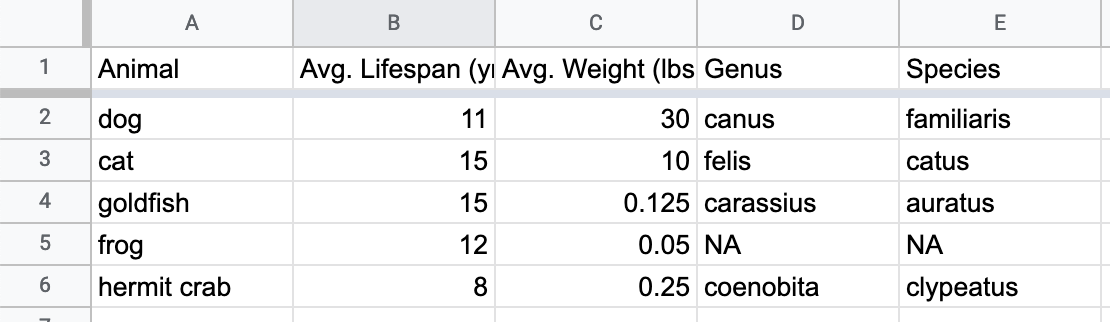 A B C D E
1 Animal Avg. Lifespan (y Avg. Weight (lbs Genus Species
2 dog 11 30 canus familiaris
3 cat 15 10 felis catus
4 goldfish 15 0.125 carassius auratus
5 frog 12 0.05 NA NA
6 hermit crab 8 0.25 coenobita clypeatus